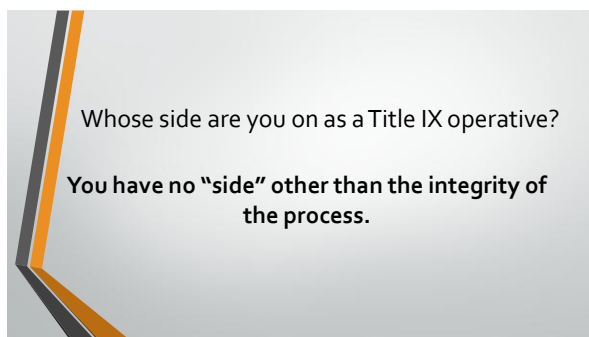 Whose side are you on as a Title IX operative?
You have no “side” other than the integrity of
the process.